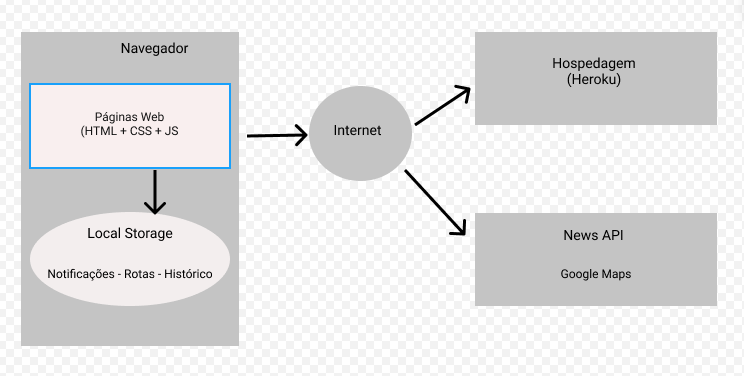 Navegador
Páginas Web
(HTML + CSS + JS
Local Storage
Notificações - Rotas - Histórico
Internet
Hospedagem
(Heroku)
News API
Google Maps